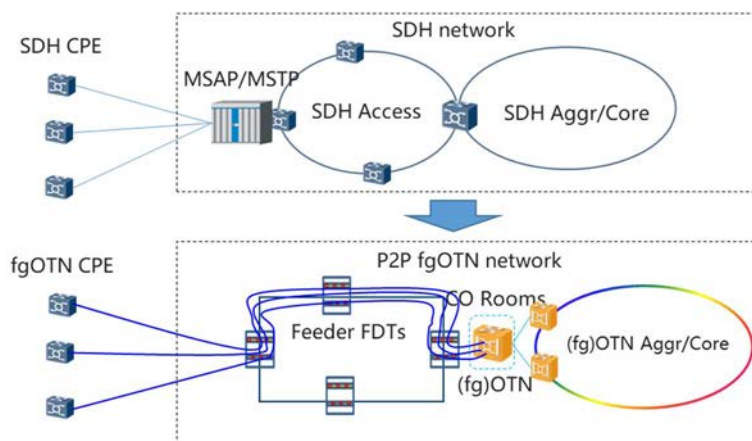 SDH network
SDH CPE
MSAP/MSTP
SDH Access
SDH Aggr/Core
P2P fgOTN network
fgOTN CPE
CO Rooms
Feeder FDTs
(fg)OTN Aggr/Core
(fg)OTN